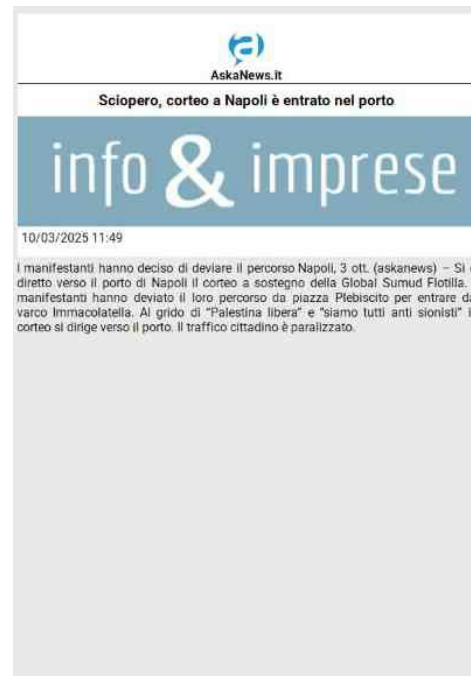 AskaNews.it
Sciopero, corteo a Napoli è entrato nel porto
info & imprese
10/03/2025 11:49
I manifestanti hanno deciso di deviare il percorso Napoli, 3 ott. (askanews) – Si
diretto verso il porto di Napoli il corteo a sostegno della Global Sumud Flotilla.
manifestanti hanno deviato il loro percorso da piazza Plebiscito per entrare
varco Immacolatella. Al grido di "Palestina libera" e "siamo tutti anti sionisti"
corteo si dirige verso il porto. Il traffico cittadino è paralizzato.